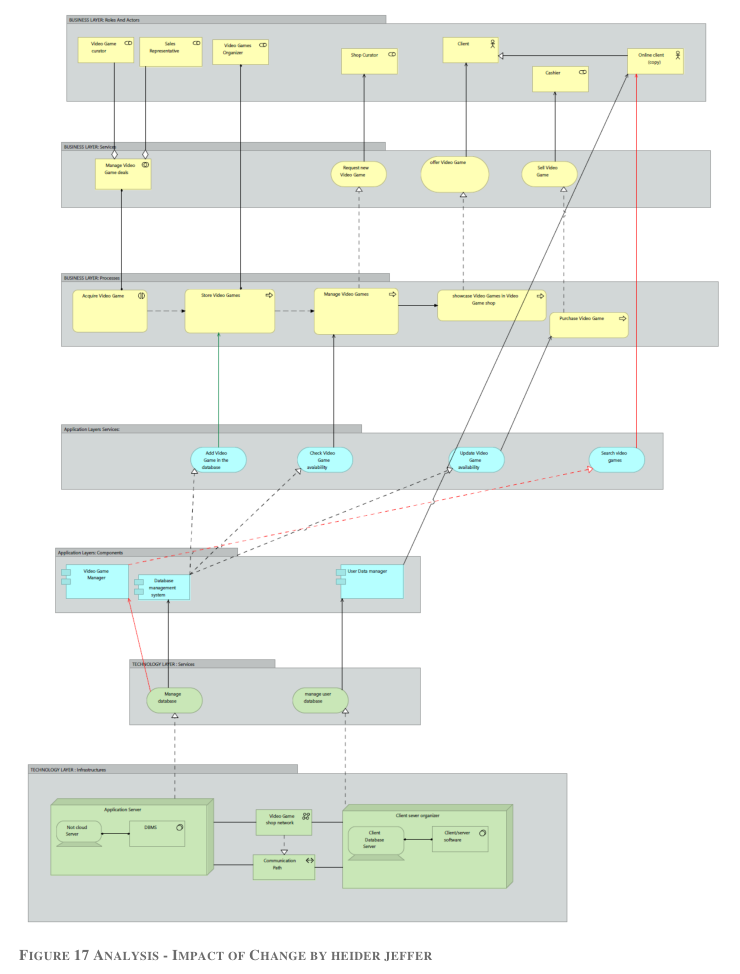 BUSINESS LAYER: Roles And Actors
Video Game
curator
Sales
Representative
Video Games
Organizer
Shop Curator
Client
Cashier
Online client
(copy)
BUSINESS LAYER: Services
Manage Video
Game deals
Request new
Video Game
offer Video Game
Sell Video
Game
BUSINESS LAYER: Processes
Acquire Video Game
Store Video Games
Manage Video Games
showcase Video Games in Video
Game shop
Purchase Video Game
Application Layers: Services
Add Video
Game in the
database
Check Video
Game
avaiability
Update Video
Game
availability
Search video
games
Application Layers: Components
Video Game
Manager
Database
management
system
User Data manager
TECHNOLOGY LAYER : Services
Manage
database
manage user
database
TECHNOLOGY LAYER : Infrastructures
Application Server
Not cloud
Server
DBMS
Video Game
shop network
Communication
Path
Client sever organizer
Client
Database
Server
Client/server
software
FIGURE 17 ANALYSIS - IMPACT OF CHANGE BY HEIDER JEFFER